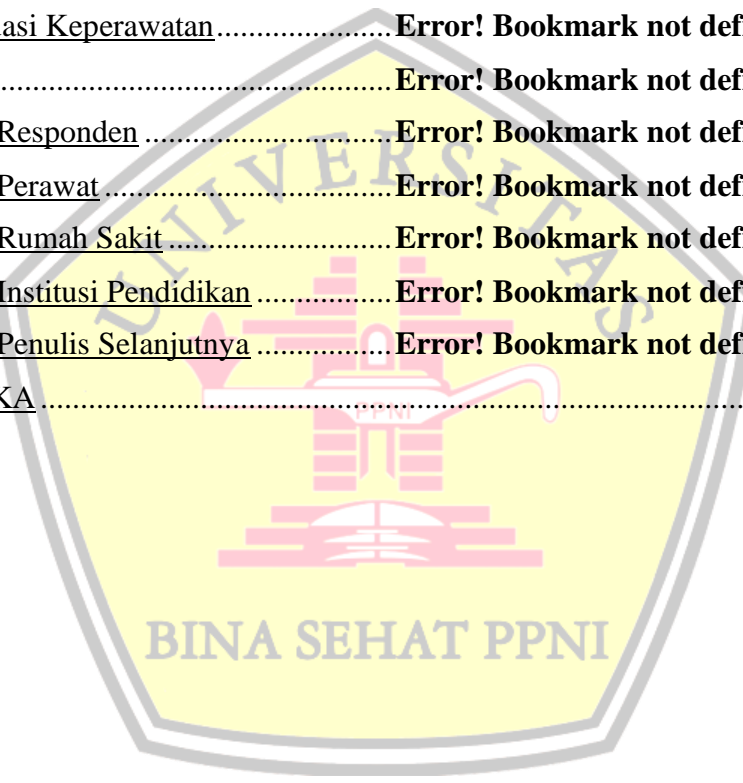 asi Keperawatan......................Error! Bookmark not def
................................................Error! Bookmark not def
Responden...............................Error! Bookmark not def
Perawat....................................Error! Bookmark not def
Rumah Sakit............................Error! Bookmark not def
Institusi Pendidikan.................Error! Bookmark not def
Penulis Selanjutnya.................Error! Bookmark not def
KA........................................................................................
UNIVERSITAS
PPNI
BINA SEHAT PPNI